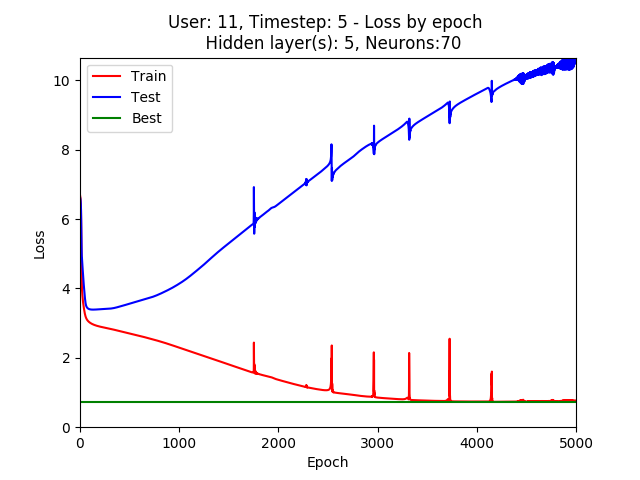 User: 11, Timestep: 5 - Loss by epoch
Hidden layer(s): 5, Neurons:70
Train
Test
Best
10
8
6
4
2
0
Loss
0 1000 2000 3000 4000 5000
Epoch